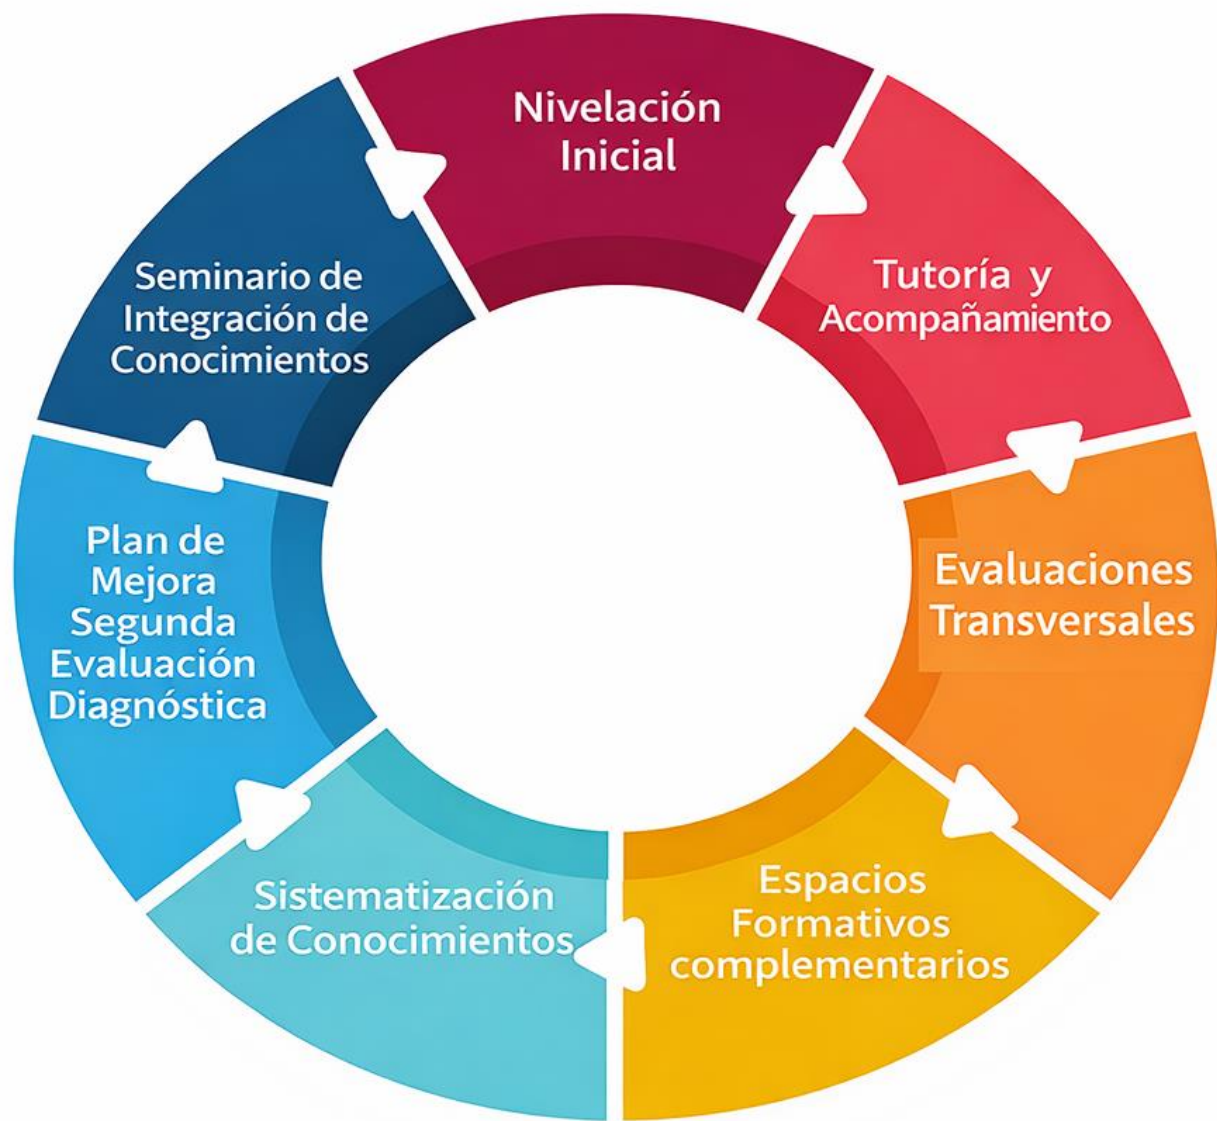 Nivelación
Inicial
Tutoría y
Acompañamiento
Evaluaciones
Transversales
Espacios
Formativos
complementarios
Sistematización
de Conocimientos
Plan de
Mejora
Segunda
Evaluación
Diagnóstica
Seminario de
Integración de
Conocimientos